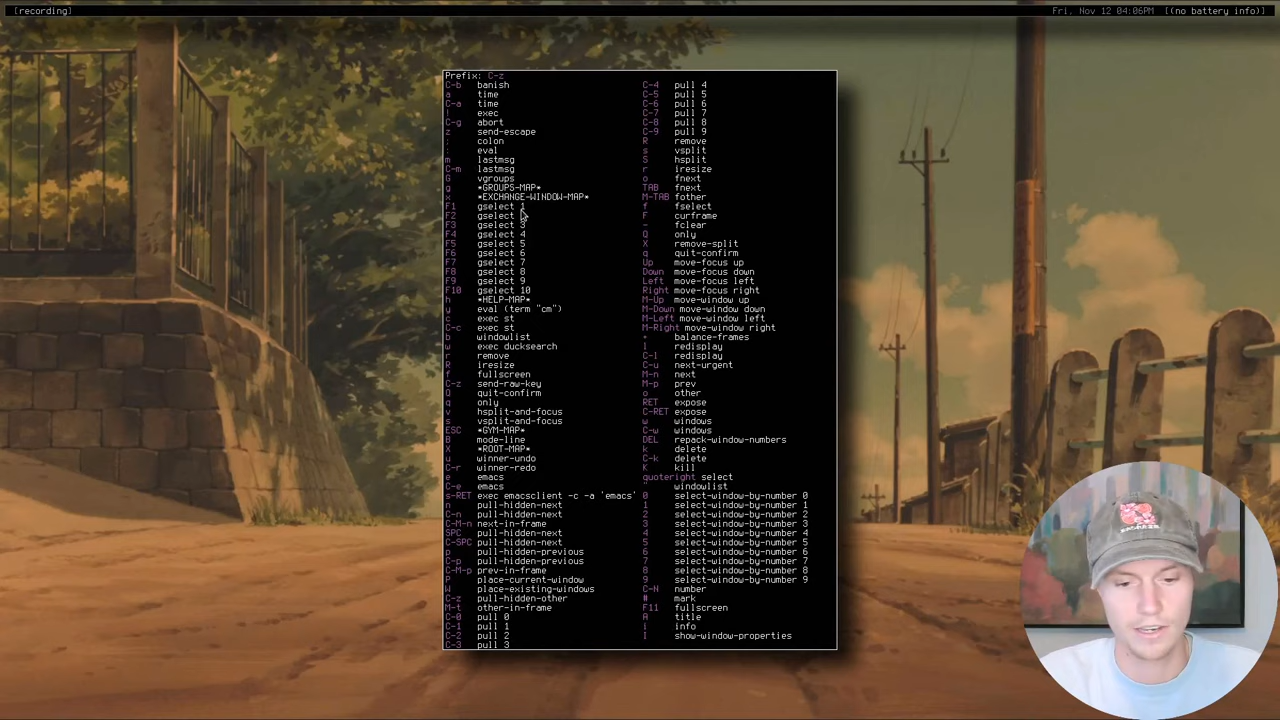 [recording]
Fri, Nov 12 04:06PM [(no battery info)]
Prefix: C-z
C-b banish
a time
C-a time
! exec
C-g abort
z send-escape
; colon
: eval
m lastmsg
C-m lastmsg
G vgroups
g *GROUPS-MAP*
x *EXCHANGE-WINDOW-MAP*
F1 gselect 1
F2 gselect
F3 gselect 3
F4 gselect 4
F5 gselect 5
F6 gselect 6
F7 gselect 7
F8 gselect 8
F9 gselect 9
F10 gselect 10
h *HELP-MAP*
y eval (term "cm")
c exec st
C-c exec st
b windowlist
w exec ducksearch
r remove
R iresize
f fullscreen
C-z send-raw-key
Q quit-confirm
q only
v hsplit-and-focus
s vsplit-and-focus
ESC *GYM-MAP*
B mode-line
X *ROOT-MAP*
u winner-undo
C-r winner-redo
e emacs
C-e emacs
s-RET exec emacsclient -c -a 'emacs'
n pull-hidden-next
C-n pull-hidden-next
C-M-n next-in-frame
SPC pull-hidden-next
C-SPC pull-hidden-next
p pull-hidden-previous
C-p pull-hidden-previous
C-M-p prev-in-frame
P place-current-window
W place-existing-windows
C-z pull-hidden-other
M-t other-in-frame
C-0 pull 0
C-1 pull 1
C-2 pull 2
C-3 pull 3
C-4 pull 4
C-5 pull 5
C-6 pull 6
C-7 pull 7
C-8 pull 8
C-9 pull 9
R remove
s vsplit
S hsplit
r iresize
o fnext
TAB fnext
M-TAB fother
f fselect
F curframe
- fclear
Q only
X remove-split
q quit-confirm
Up move-focus up
Down move-focus down
Left move-focus left
Right move-focus right
M-Up move-window up
M-Down move-window down
M-Left move-window left
M-Right move-window right
+ balance-frames
l redisplay
C-l redisplay
C-u next-urgent
M-n next
M-p prev
o other
RET expose
C-RET expose
w windows
C-w windows
DEL repack-window-numbers
k delete
C-k delete
K kill
quoteright select
" windowlist
0 select-window-by-number 0
1 select-window-by-number 1
2 select-window-by-number 2
3 select-window-by-number 3
4 select-window-by-number 4
5 select-window-by-number 5
6 select-window-by-number 6
7 select-window-by-number 7
8 select-window-by-number 8
9 select-window-by-number 9
C-N number
# mark
F11 fullscreen
A title
i info
I show-window-properties